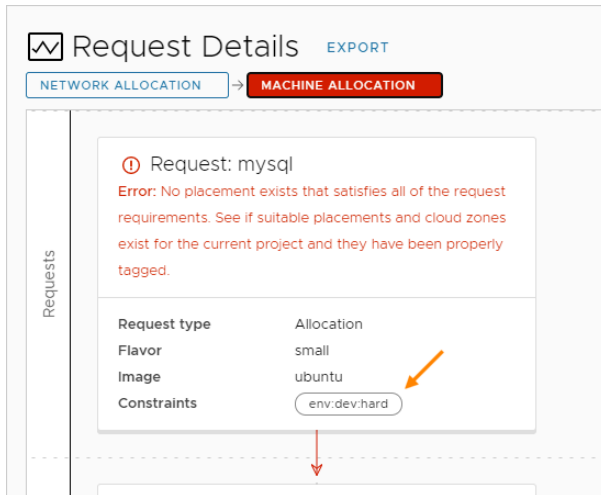 Request Details EXPORT
NETWORK ALLOCATION MACHINE ALLOCATION
Requests
Request: mysql
Error: No placement exists that satisfies all of the request
requirements. See if suitable placements and cloud zones
exist for the current project and they have been properly
tagged.
Request type Allocation
Flavor small
Image ubuntu
Constraints env:dev:hard